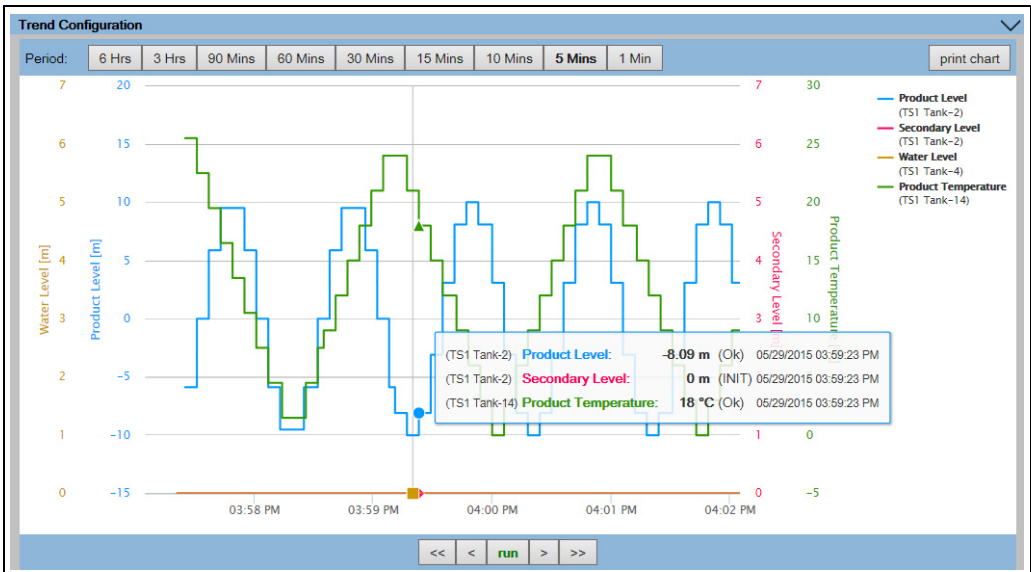 Trend Configuration
Period: 6 Hrs 3 Hrs 90 Mins 60 Mins 30 Mins 15 Mins 10 Mins 5 Mins 1 Min print chart
7 20 7 30
6 15 6 25
5 10 5 20
4 5 4 15
3 0 3 10
2 −5
1 −10 1 0
0 −15 0 −5
Water Level [m]
Product Level [m]
Secondary Level [m]
Product Temperature
Product Level
(TS1 Tank−2)
Secondary Level
(TS1 Tank−2)
Water Level
(TS1 Tank−4)
Product Temperature
(TS1 Tank−14)
(TS1 Tank-2) Product Level: -8.09 m (Ok) 05/29/2015 03:59:23 PM
(TS1 Tank-2) Secondary Level: 0 m (INIT) 05/29/2015 03:59:23 PM
(TS1 Tank-14) Product Temperature: 18 °C (Ok) 05/29/2015 03:59:23 PM
03:58 PM 03:59 PM 04:00 PM 04:01 PM 04:02 PM
<< < run > >>